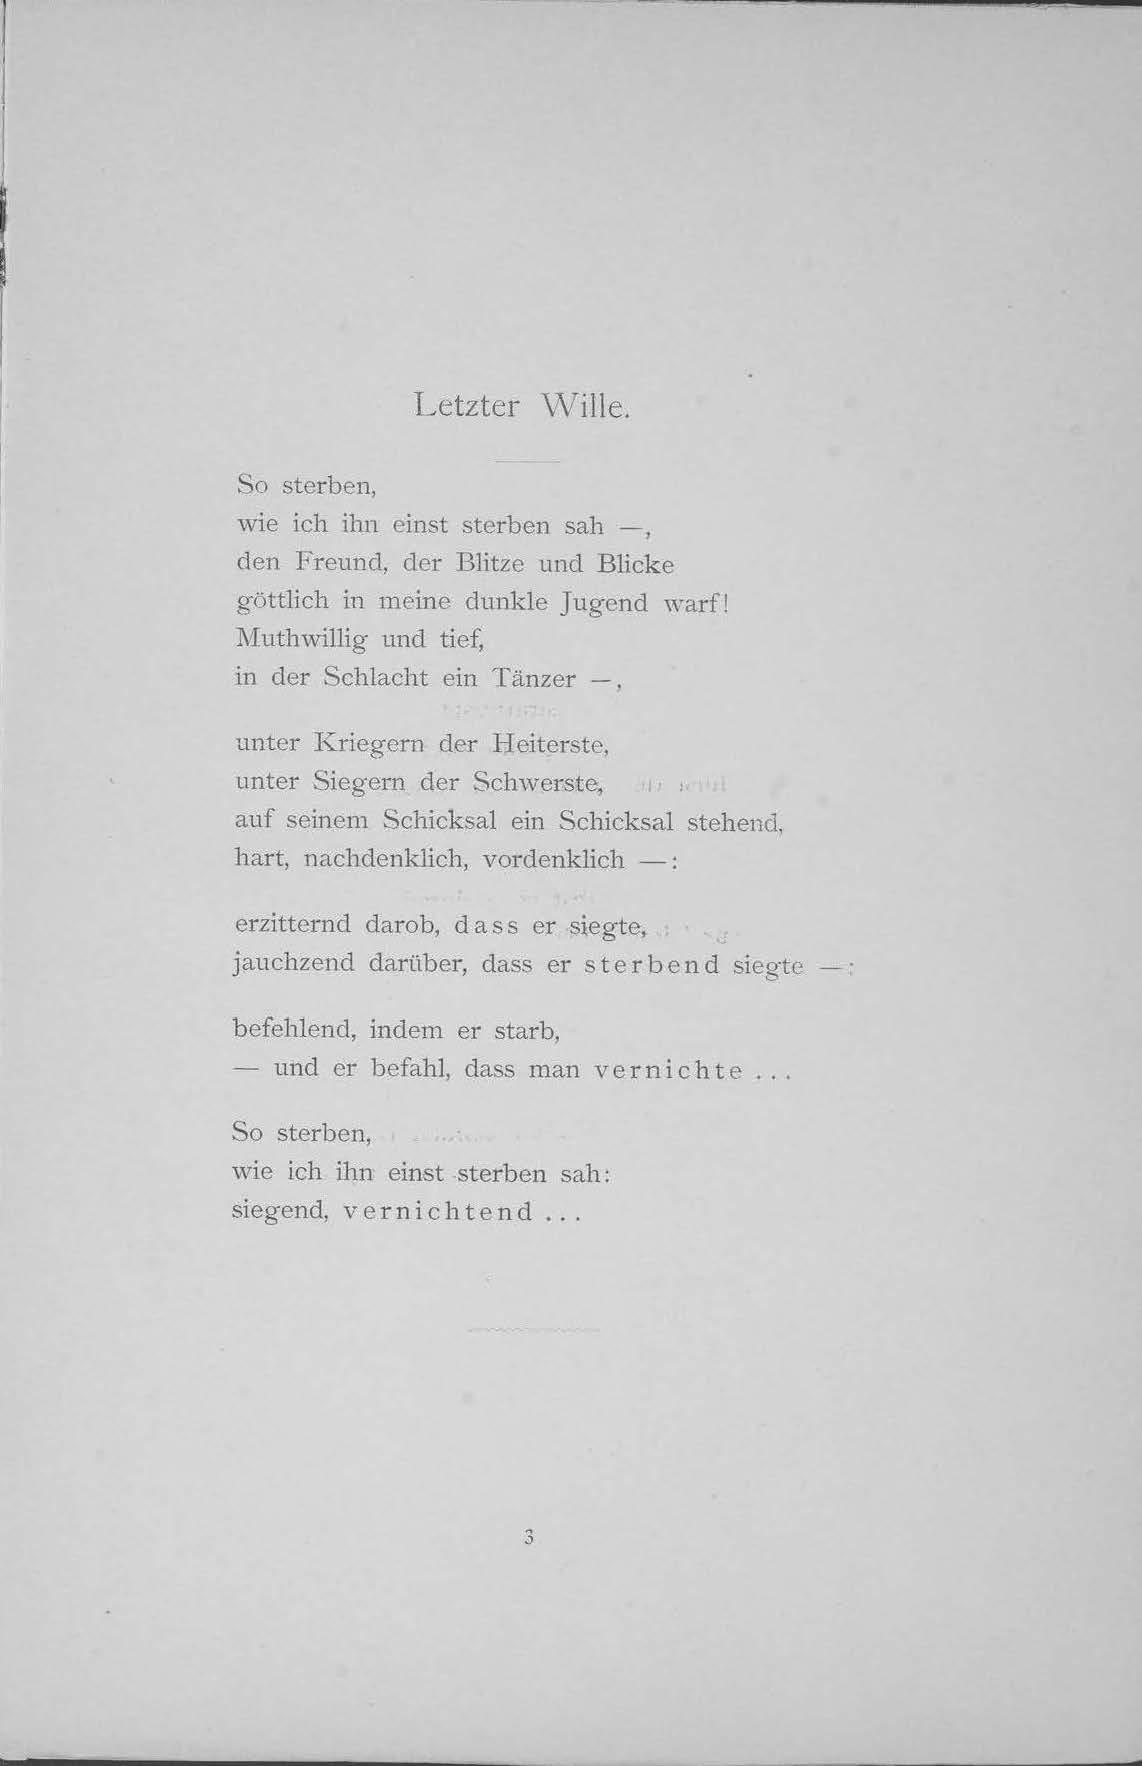 Letzter Wille.
So sterben,
wie ich ihn einst sterben sah —,
den Freund, der Blitze und Blicke
göttlich in meine dunkle Jugend warf!
Muthwillig und tief,
in der Schlacht ein Tänzer —,
unter Kriegern der Heiterste,
unter Siegern der Schwerste,
auf seinem Schicksal ein Schicksal stehend,
hart, nachdenklich, vordenklich —:
erzitternd darob, dass er siegte,
jauchzend darüber, dass er sterbend siegte —:
befehlend, indem er starb,
— und er befahl, dass man vernichte ...
So sterben,
wie ich ihn einst sterben sah:
siegend, vernichtend ...
3